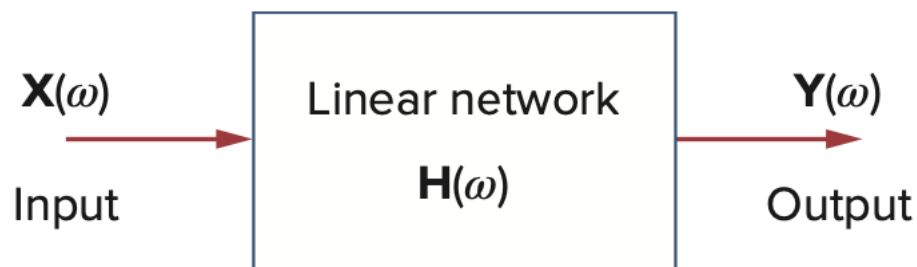 X(ω)
Input
Linear network
H(ω)
Y(ω)
Output